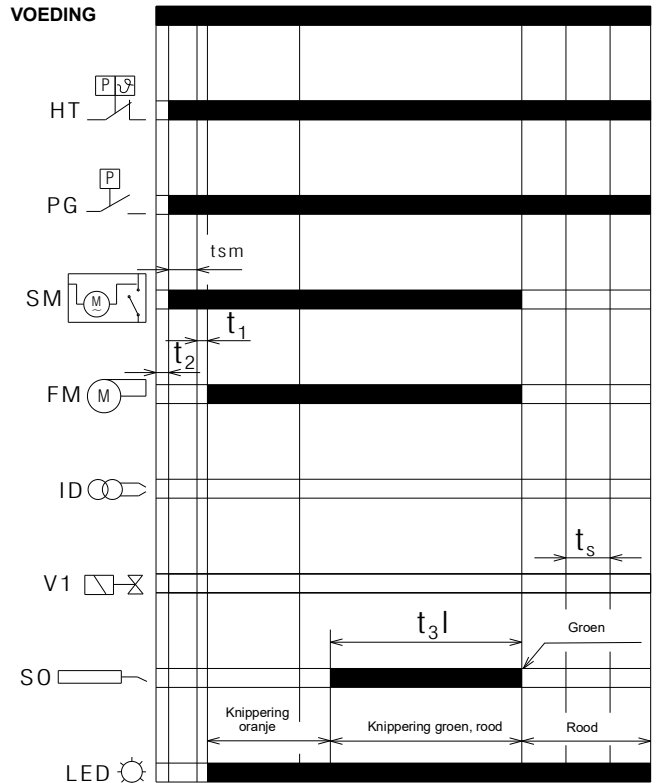 VOEDING
P ϑ
HT
P
PG
tsm
SM
M
~
t₁
t₂
FM
M
ID
tₛ
V1
t₃l
Groen
SO
Knippering oranje
Knippering groen, rood
Rood
LED